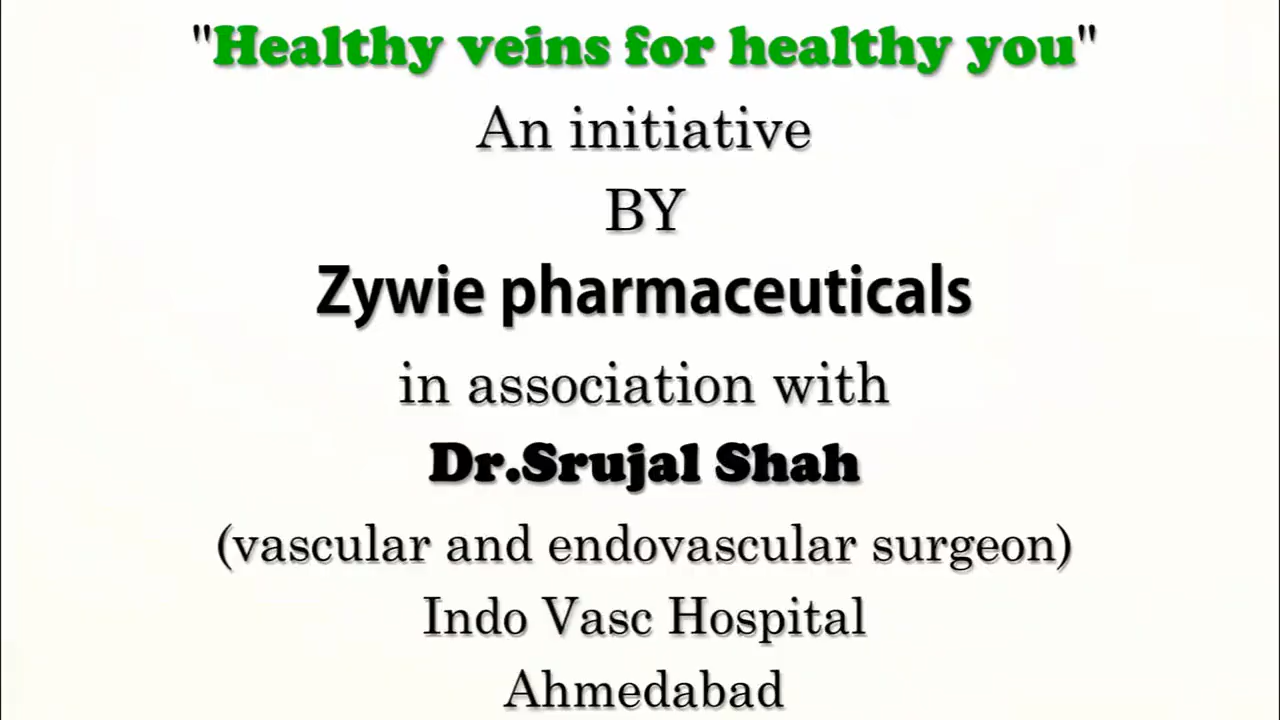 "Healthy veins for healthy you"
An initiative
BY
Zywie pharmaceuticals
in association with
Dr.Srujal Shah
(vascular and endovascular surgeon)
Indo Vasc Hospital
Ahmedabad